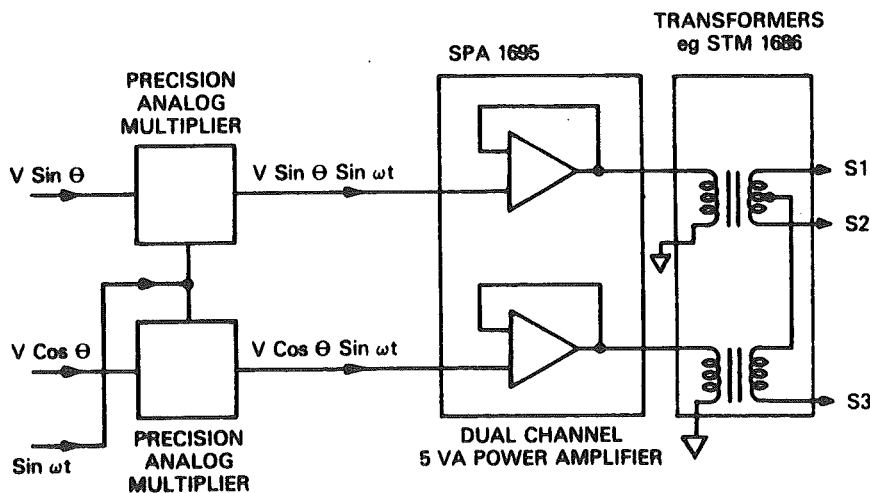 TRANSFORMERS
eg STM 1686
SPA 1695
PRECISION
ANALOG
MULTIPLIER
V Sin Θ
V Sin Θ Sin ωt
S1
S2
V Cos Θ
V Cos Θ Sin ωt
S3
Sin ωt
PRECISION
ANALOG
MULTIPLIER
DUAL CHANNEL
5 VA POWER AMPLIFIER